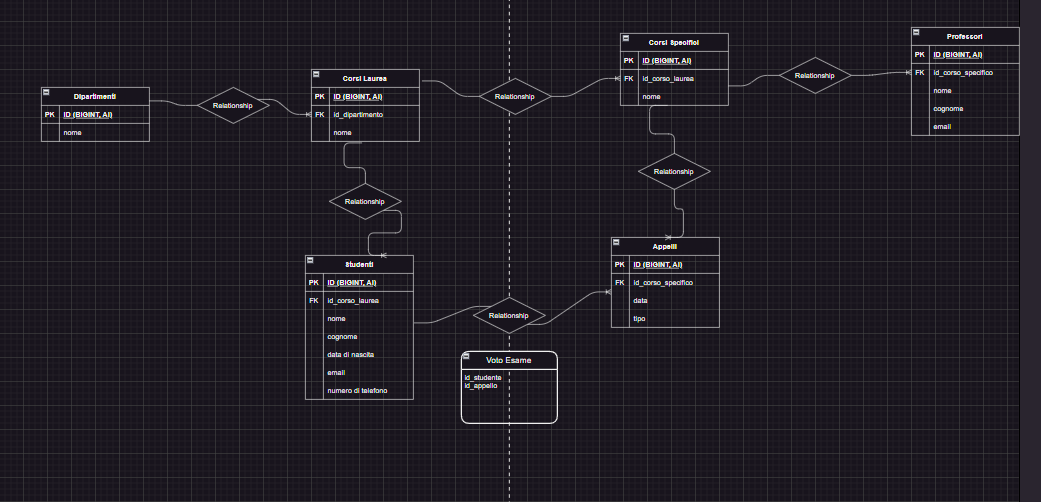 Dipartimenti
PK ID (BIGINT, AI)
nome
Relationship
Corsi Laurea
PK ID (BIGINT, AI)
FK id_dipartimento
nome
Relationship
Corsi Specifici
PK ID (BIGINT, AI)
FK id_corso_laurea
nome
Relationship
Professori
PK ID (BIGINT, AI)
FK id_corso_specifico
nome
cognome
email
Relationship
Relationship
Studenti
PK ID (BIGINT, AI)
FK id_corso_laurea
nome
cognome
data di nascita
email
numero di telefono
Relationship
Appelli
PK ID (BIGINT, AI)
FK id_corso_specifico
data
tipo
Voto Esame
id_studente
id_appello